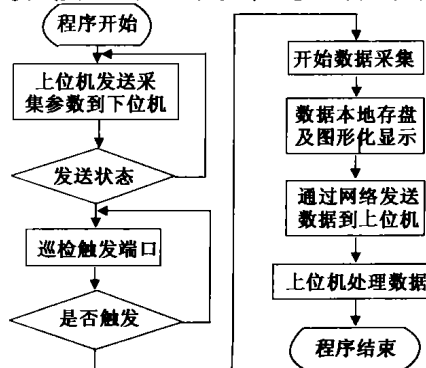 程序开始
上位机发送采
集参数到下位机
发送状态
巡检触发端口
是否触发
开始数据采集
数据本地存盘
及图形化显示
通过网络发送
数据到上位机
上位机处理数据
程序结束